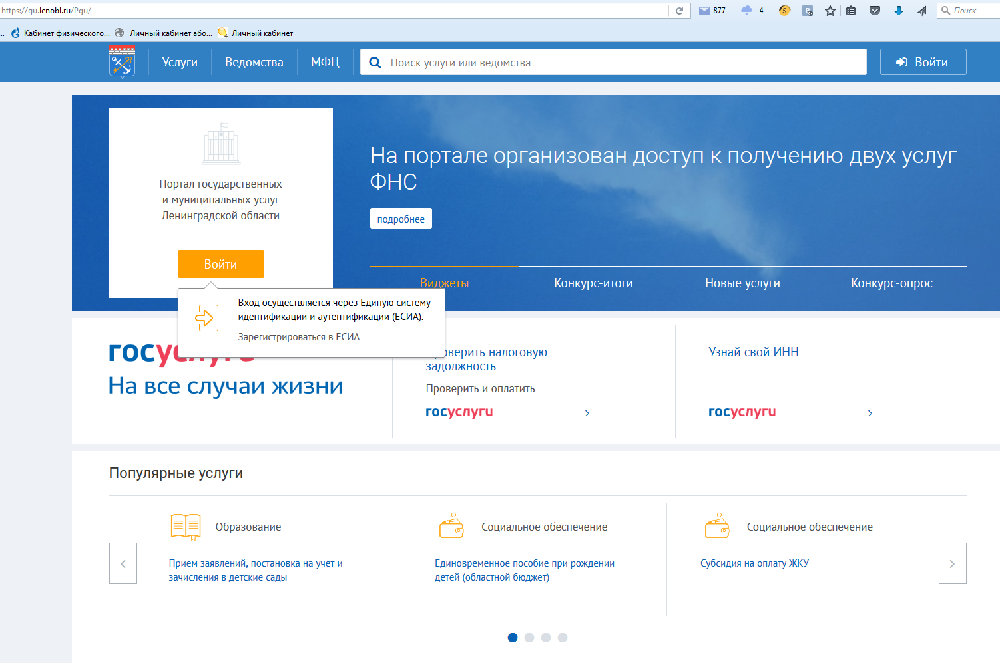 https://gu.lenobl.ru/Pgu/
877
-4
5
Поиск
... Кабинет физического... Личный кабинет або... Личный кабинет
Услуги
Ведомства
МФЦ
Поиск услуги или ведомства
Войти
Портал государственных
и муниципальных услуг
Ленинградской области
Войти
Вход осуществляется через Единую систему
идентификации и аутентификации (ЕСИА).
Зарегистрироваться в ЕСИА
На портале организован доступ к получению двух услуг
ФНС
подробнее
Виджеты
Конкурс-итоги
Новые услуги
Конкурс-опрос
госуслуги
На все случаи жизни
Проверить налоговую
задолжность
Проверить и оплатить
госуслуги
Узнай свой ИНН
госуслуги
Популярные услуги
Образование
Прием заявлений, постановка на учет и
зачисления в детские сады
Социальное обеспечение
Единовременное пособие при рождении
детей (областной бюджет)
Социальное обеспечение
Субсидия на оплату ЖКУ